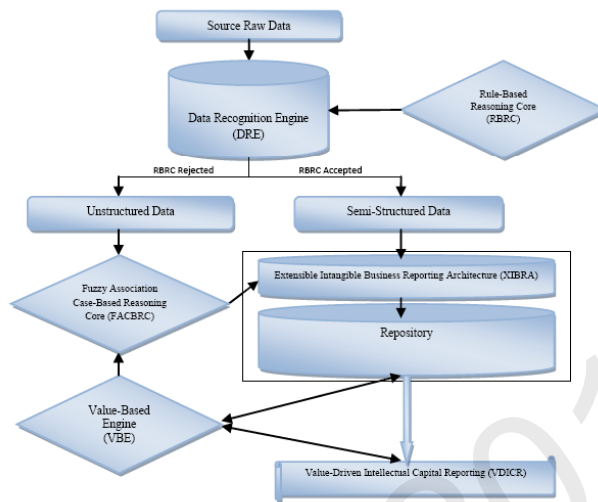 Source Raw Data
Data Recognition Engine
(DRE)
Rule-Based
Reasoning Core
(RBRC)
RBRC Rejected
RBRC Accepted
Unstructured Data
Semi-Structured Data
Fuzzy Association
Case-Based Reasoning
Core (FACBRC)
Extensible Intangible Business Reporting Architecture (XIBRA)
Repository
Value-Based
Engine
(VBE)
Value-Driven Intellectual Capital Reporting (VDICR)